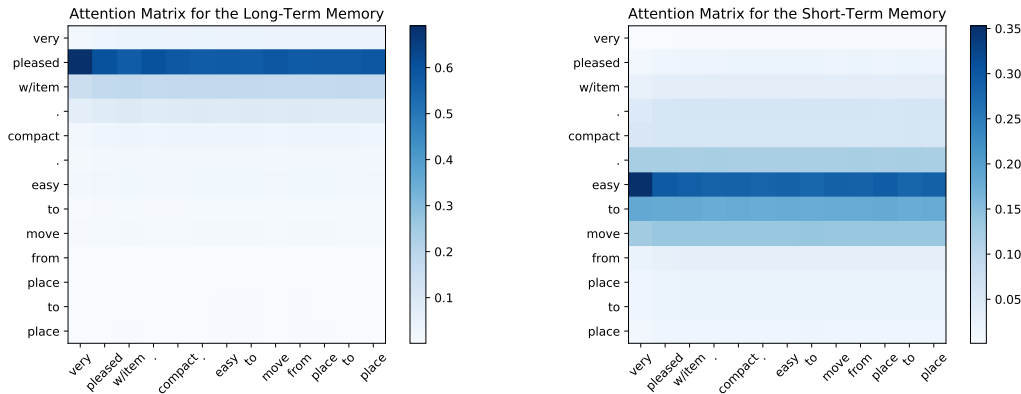 Attention Matrix for the Long-Term Memory
very
pleased
w/item
.
compact
.
easy
to
move
from
place
to
place
very
pleased
w/item
.
compact
.
easy
to
move
from
place
to
place
0.6
0.5
0.4
0.3
0.2
0.1
Attention Matrix for the Short-Term Memory
very
pleased
w/item
.
compact
.
easy
to
move
from
place
to
place
very
pleased
w/item
.
compact
.
easy
to
move
from
place
to
place
0.35
0.30
0.25
0.20
0.15
0.10
0.05